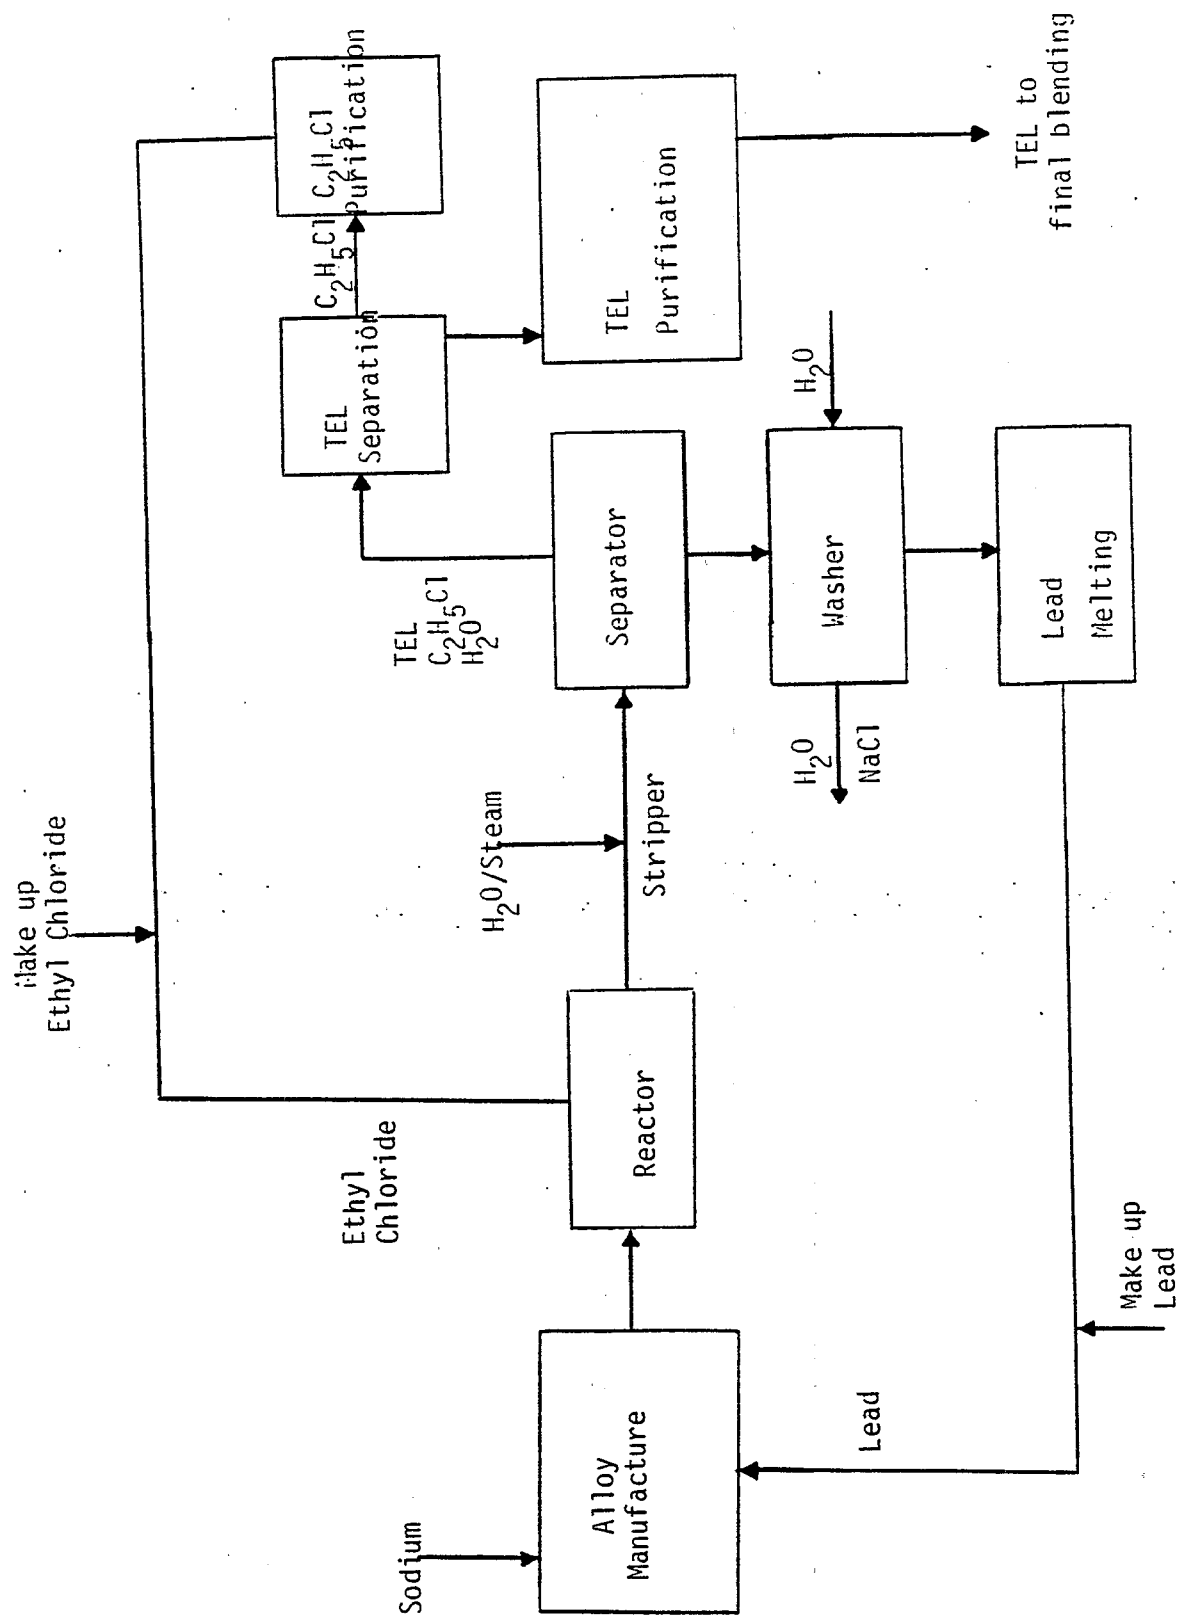 Make up
Ethyl Chloride
Ethyl
Chloride
Sodium
Alloy
Manufacture
Reactor
H2O/Steam
Stripper
TEL
C2H5Cl
H2O
Separator
TEL
Separation
C2H5Cl
C2H5Cl
Purification
TEL
Purification
TEL to
final blending
H2O
Washer
H2O
NaCl
Lead
Melting
Lead
Make up
Lead